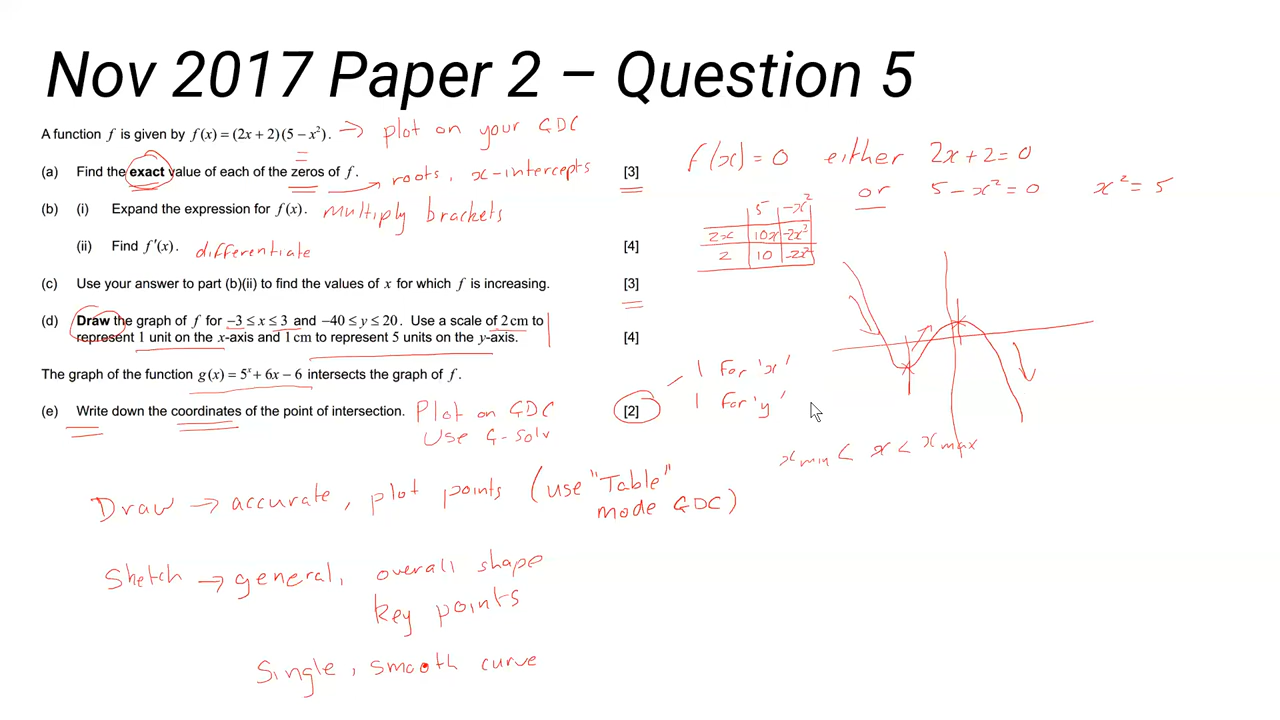 Nov 2017 Paper 2 – Question 5
A function f is given by f(x) = (2x + 2)(5 − x²). → plot on your GDC
(a) Find the exact value of each of the zeros of f. → roots, x-intercepts [3]
(b) (i) Expand the expression for f(x). multiply brackets
(ii) Find f′(x). differentiate [4]
(c) Use your answer to part (b)(ii) to find the values of x for which f is increasing. [3]
(d) Draw the graph of f for −3 ≤ x ≤ 3 and −40 ≤ y ≤ 20. Use a scale of 2 cm to
represent 1 unit on the x-axis and 1 cm to represent 5 units on the y-axis. [4]
The graph of the function g(x) = 5ˣ + 6x − 6 intersects the graph of f.
(e) Write down the coordinates of the point of intersection. [2]
Plot on GDC
Use G-Solv
Draw → accurate, plot points (use "Table"
mode GDC)
Sketch → general, overall shape
key points
Single, smooth curve
f(x) = 0 either 2x + 2 = 0
or 5 − x² = 0 x² = 5
5 −x²
2x 10x −2x²
2 10 −2x²
1 for 'x'
1 for 'y'
x min < x < x max